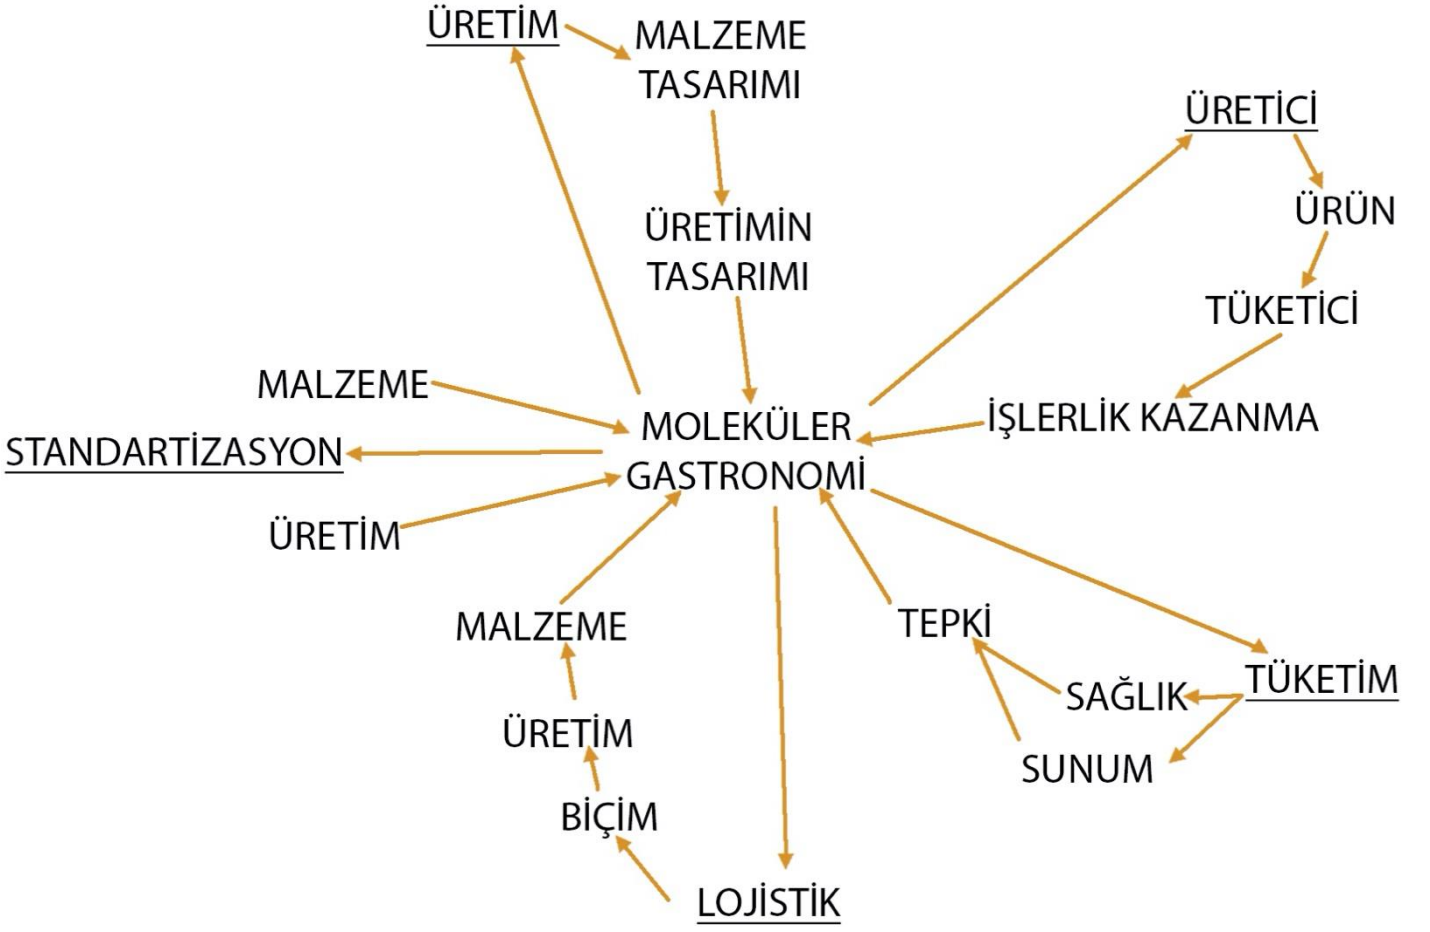 ÜRETİM
MALZEME
TASARIMI
ÜRETİMİN
TASARIMI
ÜRETİCİ
ÜRÜN
TÜKETİCİ
İŞLERLİK KAZANMA
MALZEME
STANDARTİZASYON
ÜRETİM
MOLEKÜLER
GASTRONOMİ
MALZEME
ÜRETİM
BİÇİM
LOJİSTİK
TEPKİ
SAĞLIK
SUNUM
TÜKETİM